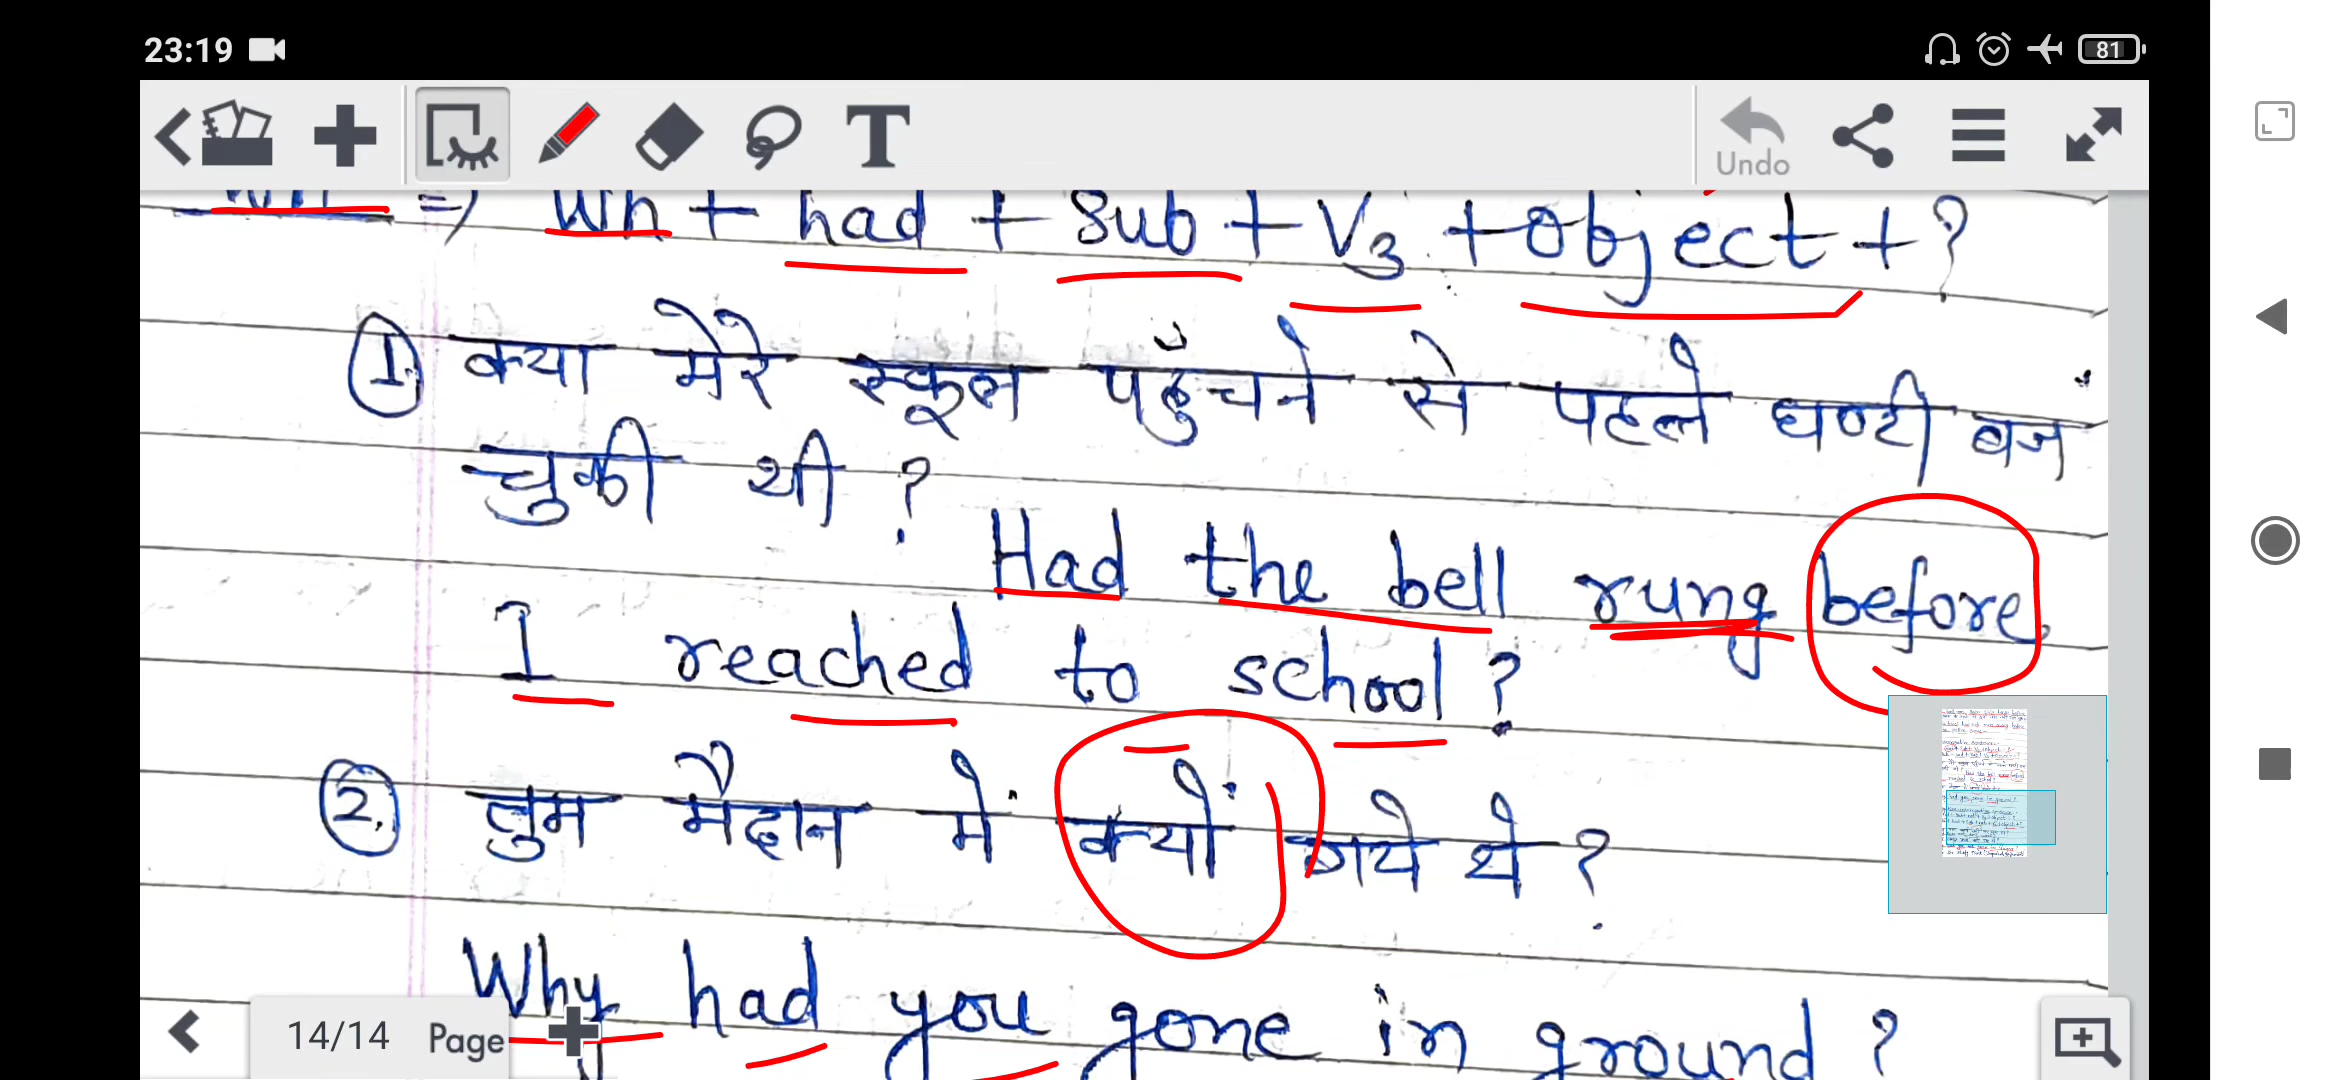 23:19
81
Undo
=> Wh + had + Sub + V3 + object + ?
1. क्या मेरे स्कूल पहुँचने से पहले घण्टी बज
चुकी थी ?
Had the bell rung before
I reached to school ?
2. तुम मैदान में क्यों गये थे ?
Why had you gone in ground ?
14/14 Page